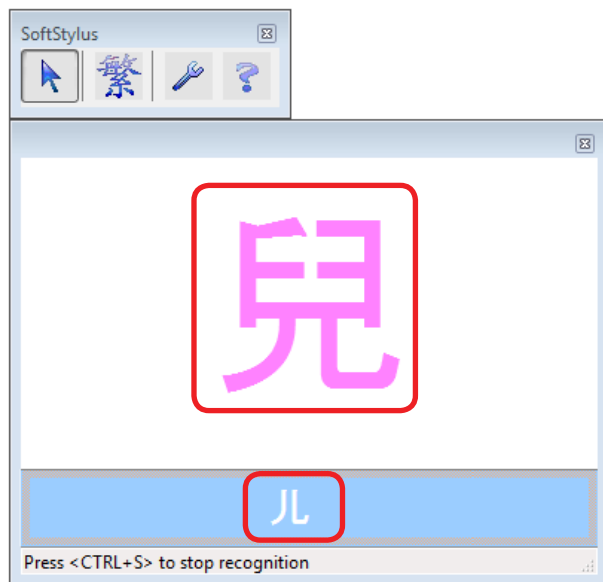 SoftStylus
繁
兒
儿
Press <CTRL+S> to stop recognition